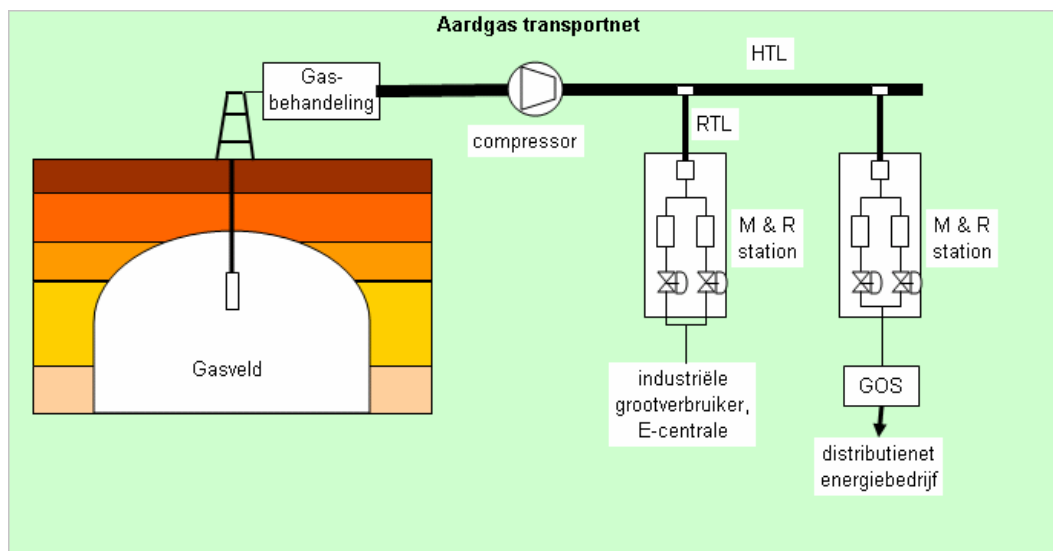 Aardgas transportnet
Gas-
behandeling
compressor
HTL
RTL
M & R
station
M & R
station
Gasveld
industriële
grootverbruiker,
E-centrale
GOS
distributienet
energiebedrijf